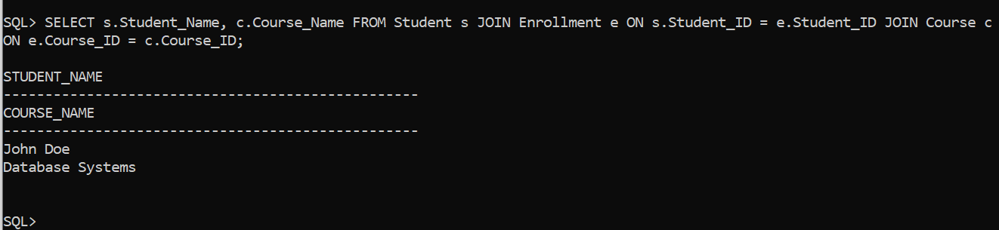 SQL> SELECT s.Student_Name, c.Course_Name FROM Student s JOIN Enrollment e ON s.Student_ID = e.Student_ID JOIN Course c
ON e.Course_ID = c.Course_ID;
STUDENT_NAME
--------------------------------------------------
COURSE_NAME
--------------------------------------------------
John Doe
Database Systems
SQL>